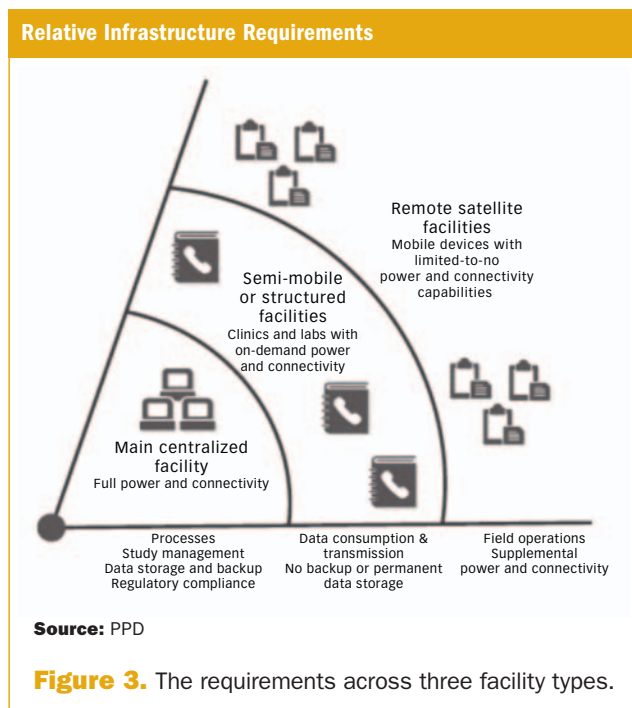 Relative Infrastructure Requirements
Remote satellite
facilities
Mobile devices with
limited-to-no
power and connectivity
capabilities
Semi-mobile
or structured
facilities
Clinics and labs with
on-demand power
and connectivity
Main centralized
facility
Full power and connectivity
Processes
Study management
Data storage and backup
Regulatory compliance
Data consumption &
transmission
No backup or permanent
data storage
Field operations
Supplemental
power and connectivity
Source: PPD
Figure 3. The requirements across three facility types.